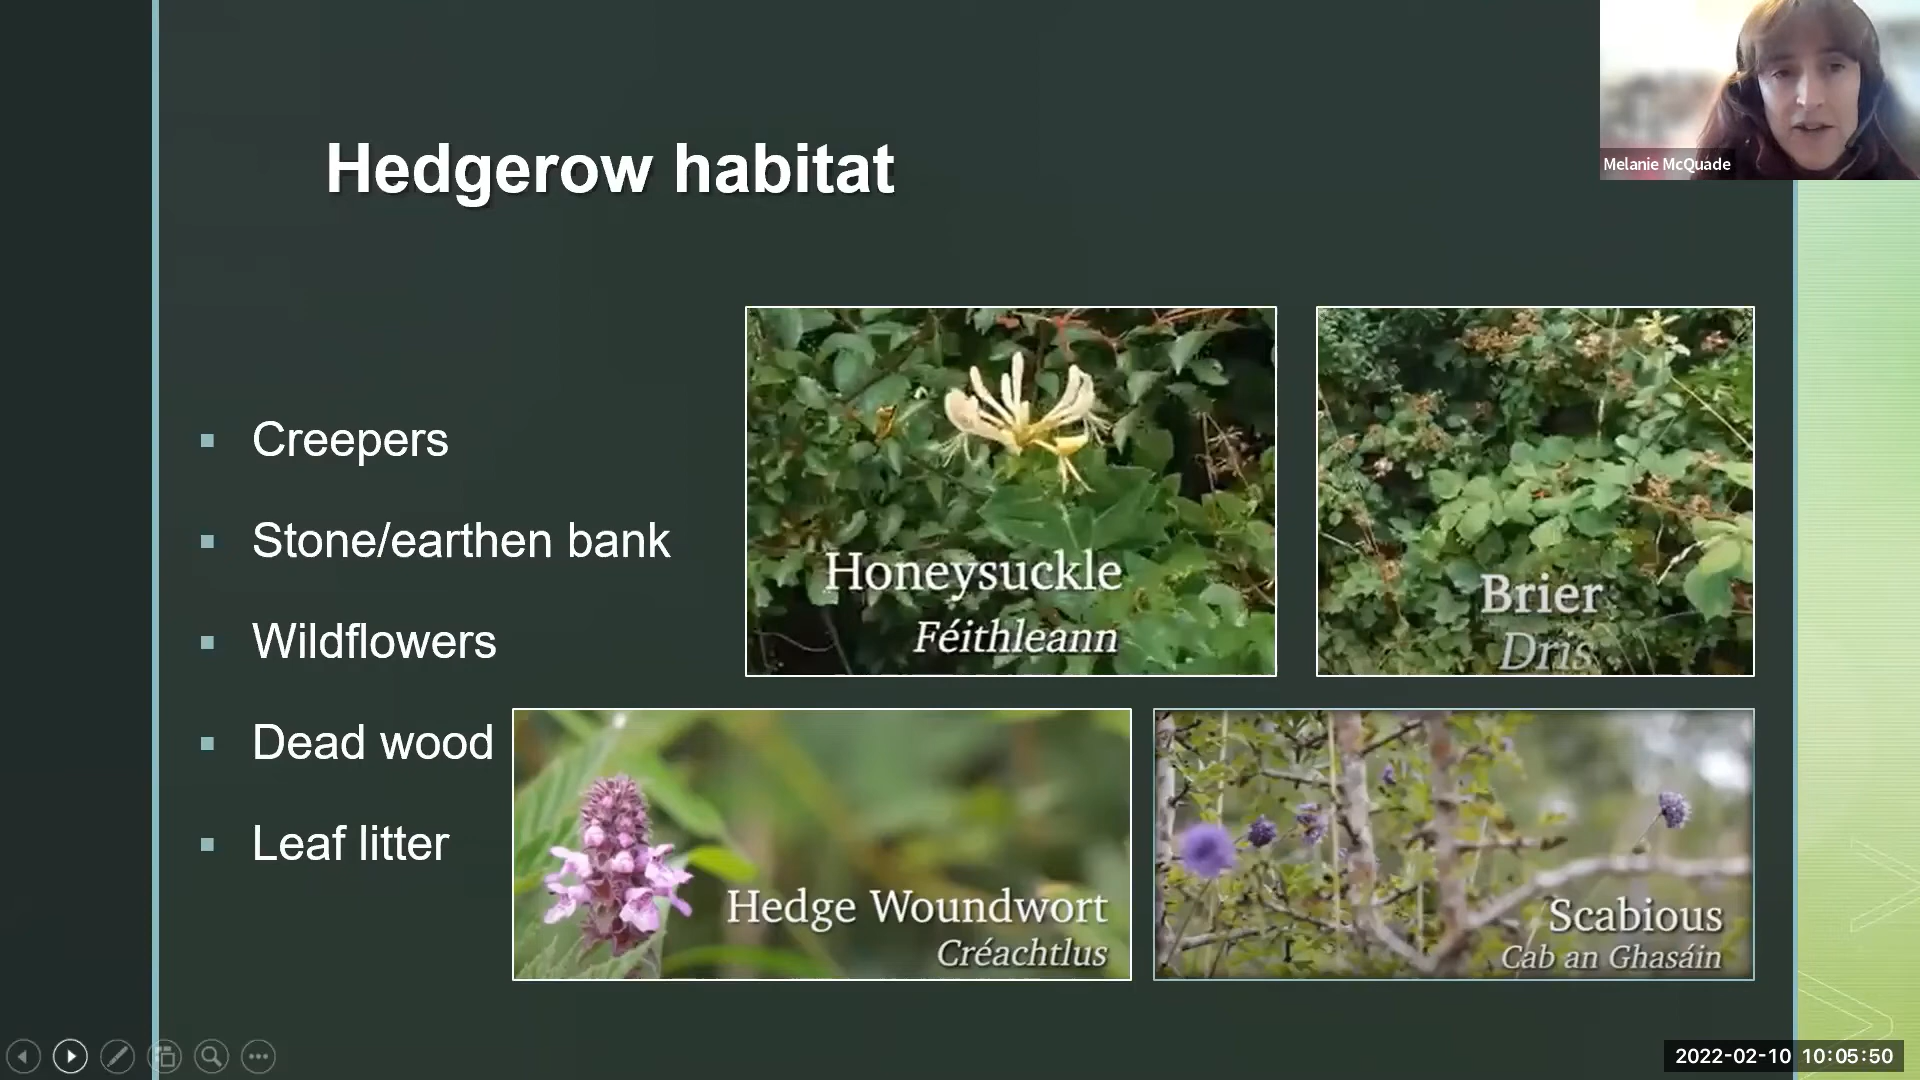 Melanie McQuade
Hedgerow habitat
Creepers
Stone/earthen bank
Wildflowers
Dead wood
Leaf litter
Honeysuckle
Féithleann
Brier
Dris
Hedge Woundwort
Créachtlus
Scabious
Cab an Ghasáin
2022-02-10 10:05:50